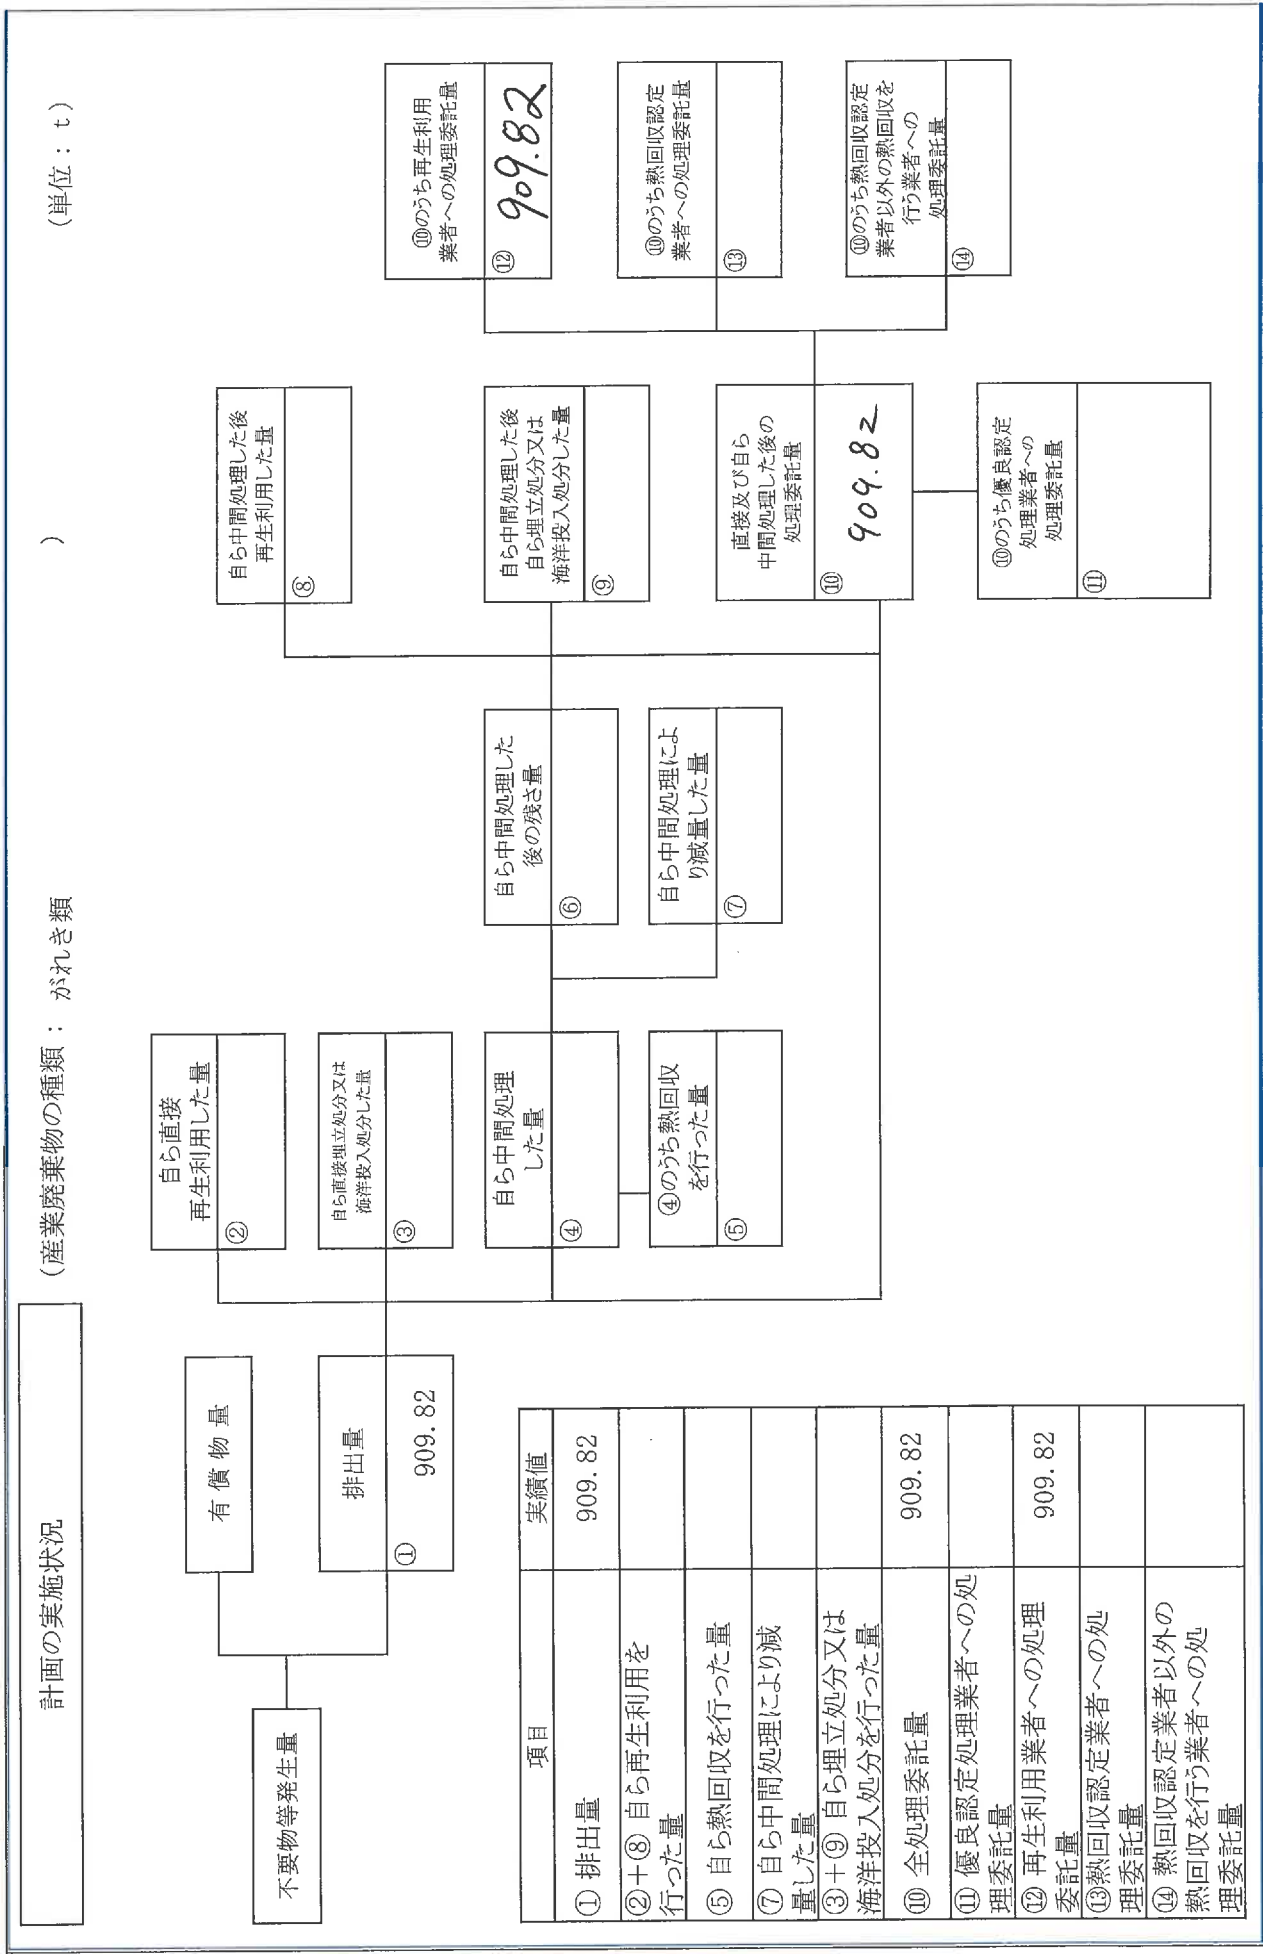 計画の実施状況
(産業廃棄物の種類： がれき類
)
(単位：t)
不要物等発生量
有償物量
排出量
①
909.82
自ら直接
再生利用した量
②
自ら直接埋立処分又は
海洋投入処分した量
③
自ら中間処理
した量
④
④のうち熱回収
を行った量
⑤
自ら中間処理した
後の残さ量
⑥
自ら中間処理によ
り減量した量
⑦
自ら中間処理した後
再生利用した量
⑧
自ら中間処理した後
自ら埋立処分又は
海洋投入処分した量
⑨
直接及び自ら
中間処理した後の
処理委託量
⑩
909.82
⑩のうち優良認定
処理業者への
処理委託量
⑪
⑩のうち再生利用
業者への処理委託量
⑫
909.82
⑩のうち熱回収認定
業者への処理委託量
⑬
⑩のうち熱回収認定
業者以外の熱回収を
行う業者への
処理委託量
⑭
項目 実績値
① 排出量 909.82
②＋⑧ 自ら再生利用を
行った量
⑤ 自ら熱回収を行った量
⑦ 自ら中間処理により減
量した量
③＋⑨ 自ら埋立処分又は
海洋投入処分を行った量
⑩ 全処理委託量 909.82
⑪ 優良認定処理業者への処
理委託量
⑫ 再生利用業者への処理
委託量 909.82
⑬熱回収認定業者への処
理委託量
⑭ 熱回収認定業者以外の
熱回収を行う業者への処
理委託量